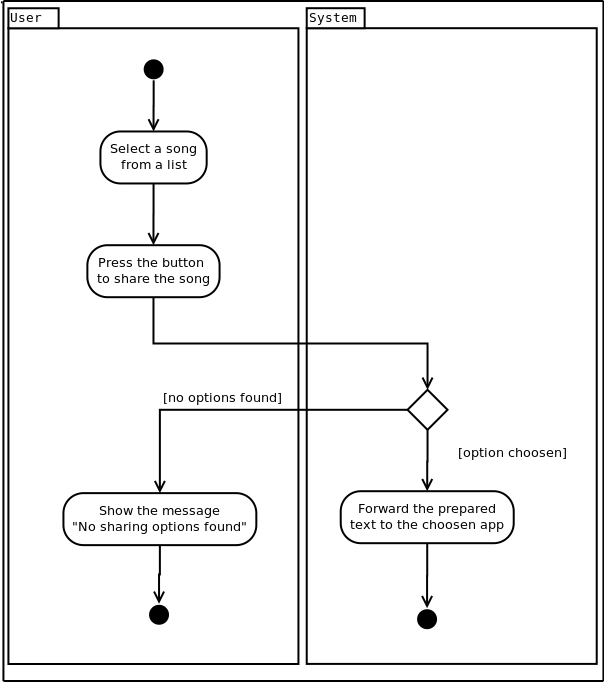 User
System
Select a song
from a list
Press the button
to share the song
[no options found]
[option choosen]
Show the message
"No sharing options found"
Forward the prepared
text to the choosen app